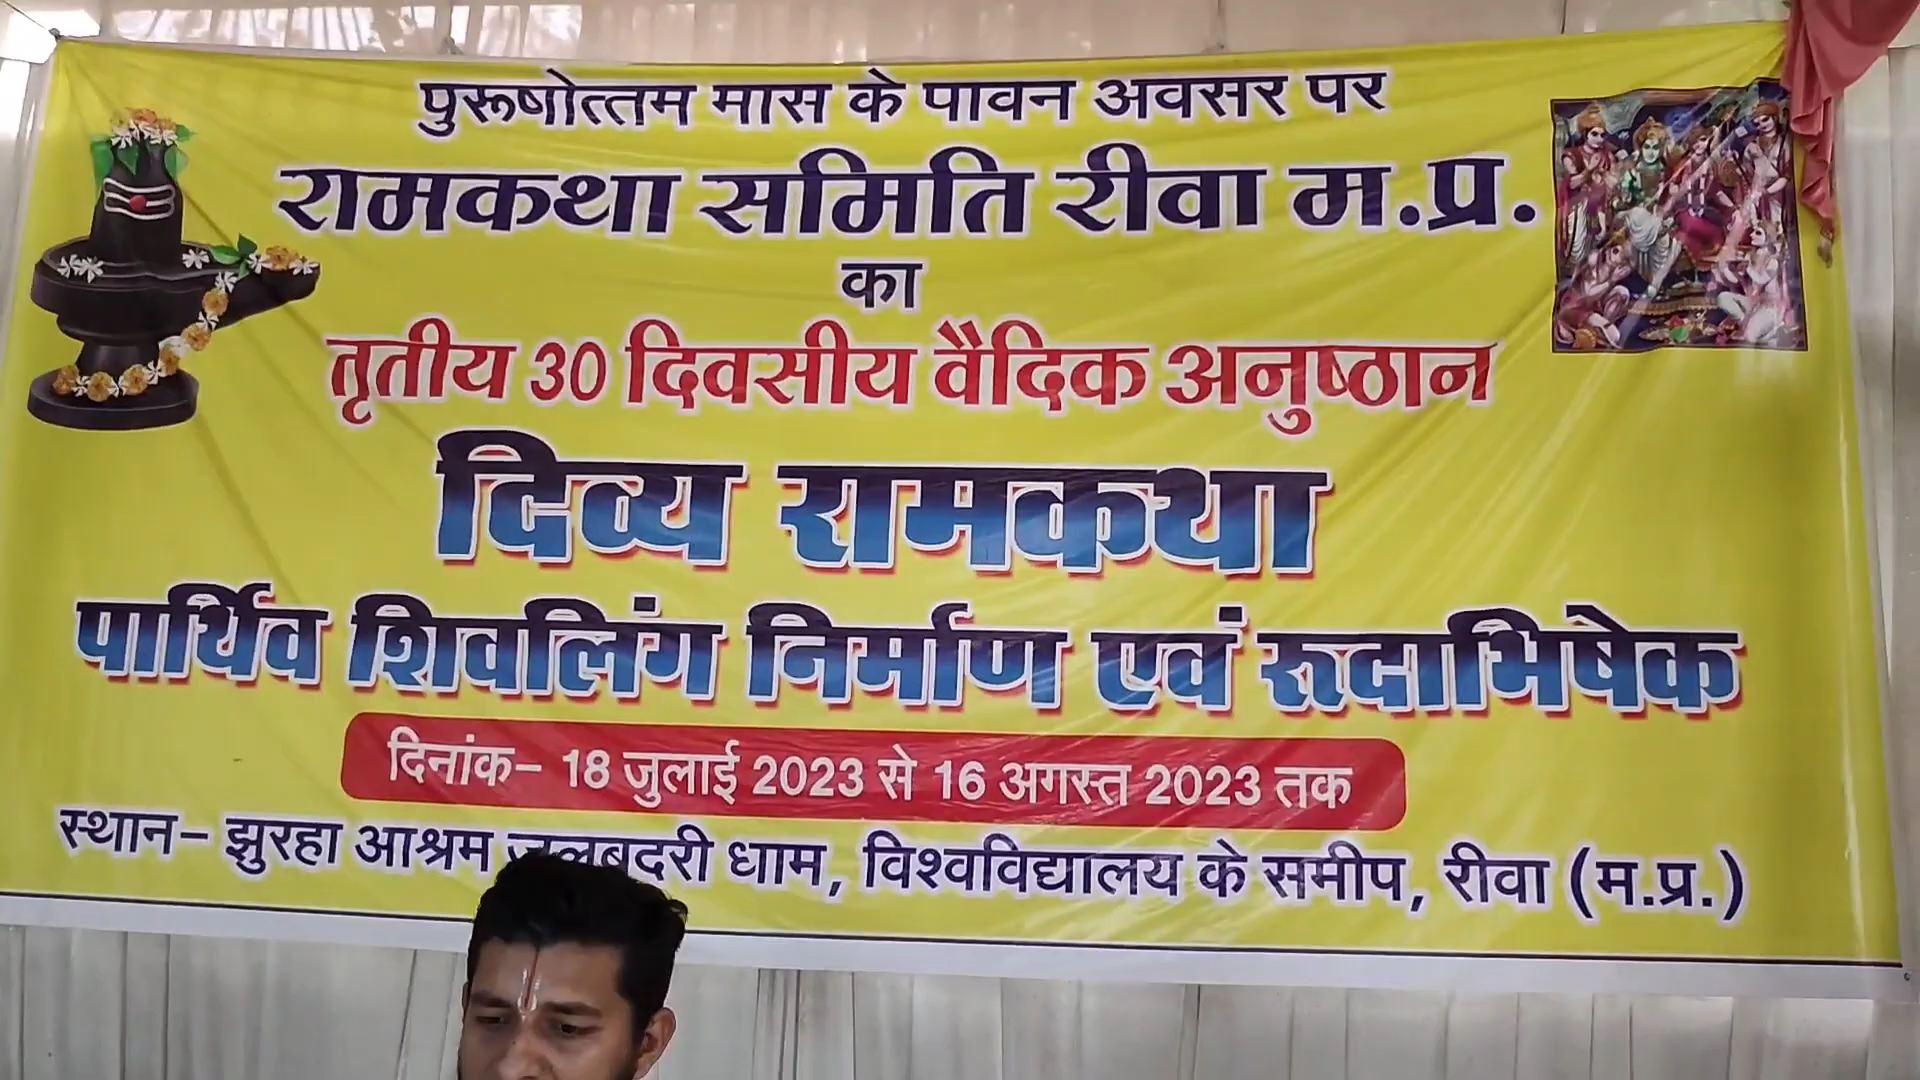 पुरूषोत्तम मास के पावन अवसर पर
रामकथा समिति रीवा म.प्र.
का
तृतीय 30 दिवसीय वैदिक अनुष्ठान
दिव्य रामकथा
पार्थिव शिवलिंग निर्माण एवं रूदाभिषेक
दिनांक– 18 जुलाई 2023 से 16 अगस्त 2023 तक
स्थान– झुरहा आश्रम जलबदरी धाम, विश्वविद्यालय के समीप, रीवा (म.प्र.)